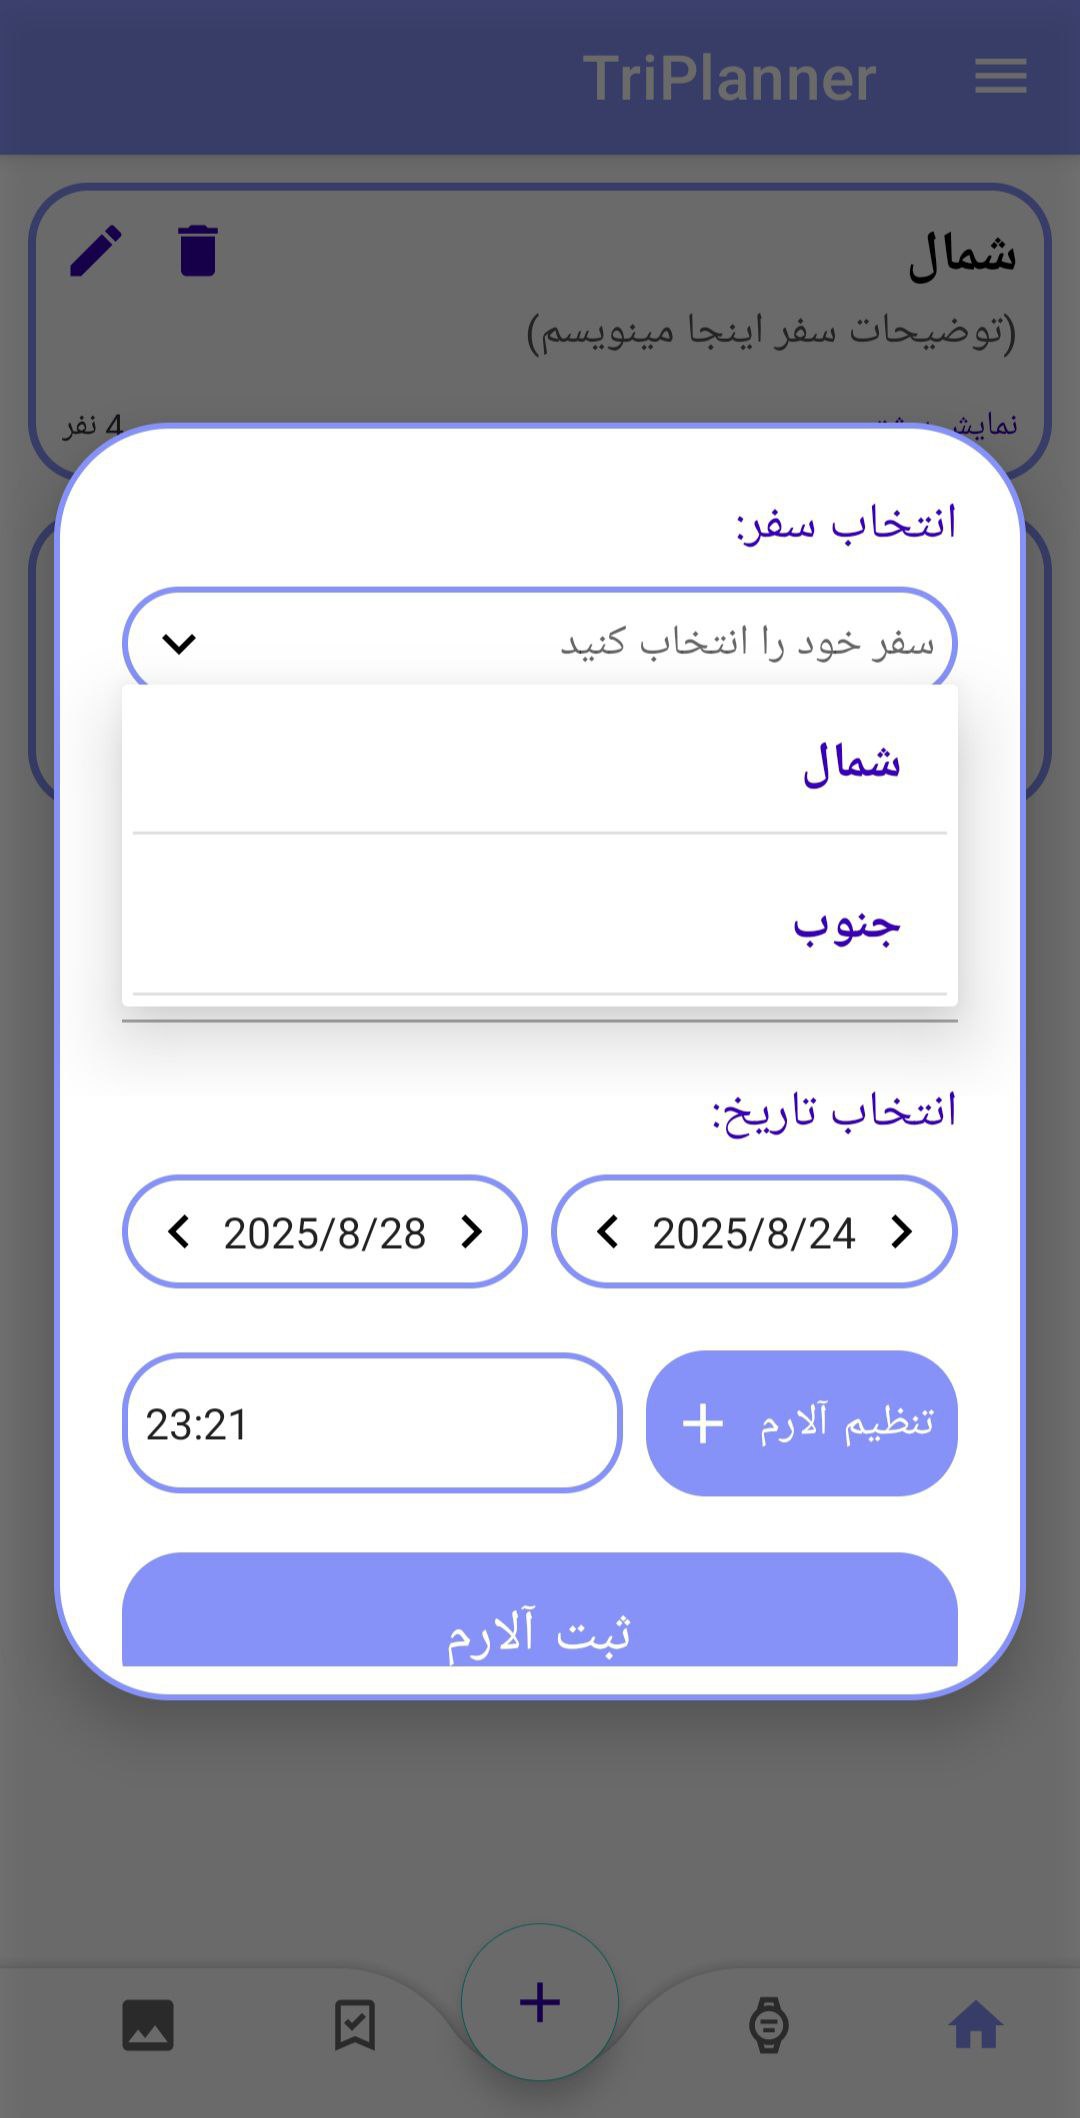 TriPlanner
شمال
(توضیحات سفر اینجا مینویسم)
نمایش
4 نفر
انتخاب سفر:
سفر خود را انتخاب کنید
شمال
جنوب
انتخاب تاریخ:
2025/8/24
2025/8/28
تنظیم آلارم
23:21
ثبت آلارم